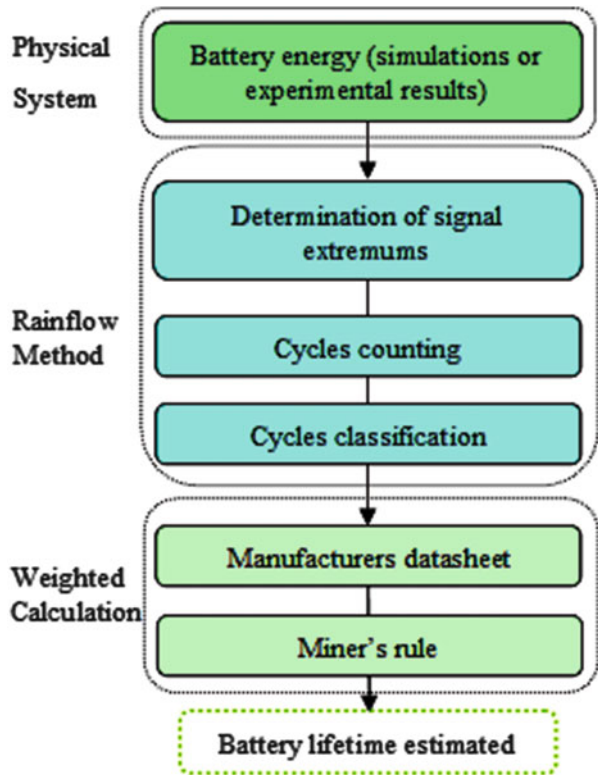 Physical
System
Battery energy (simulations or
experimental results)
Rainflow
Method
Determination of signal
extremums
Cycles counting
Cycles classification
Weighted
Calculation
Manufacturers datasheet
Miner's rule
Battery lifetime estimated